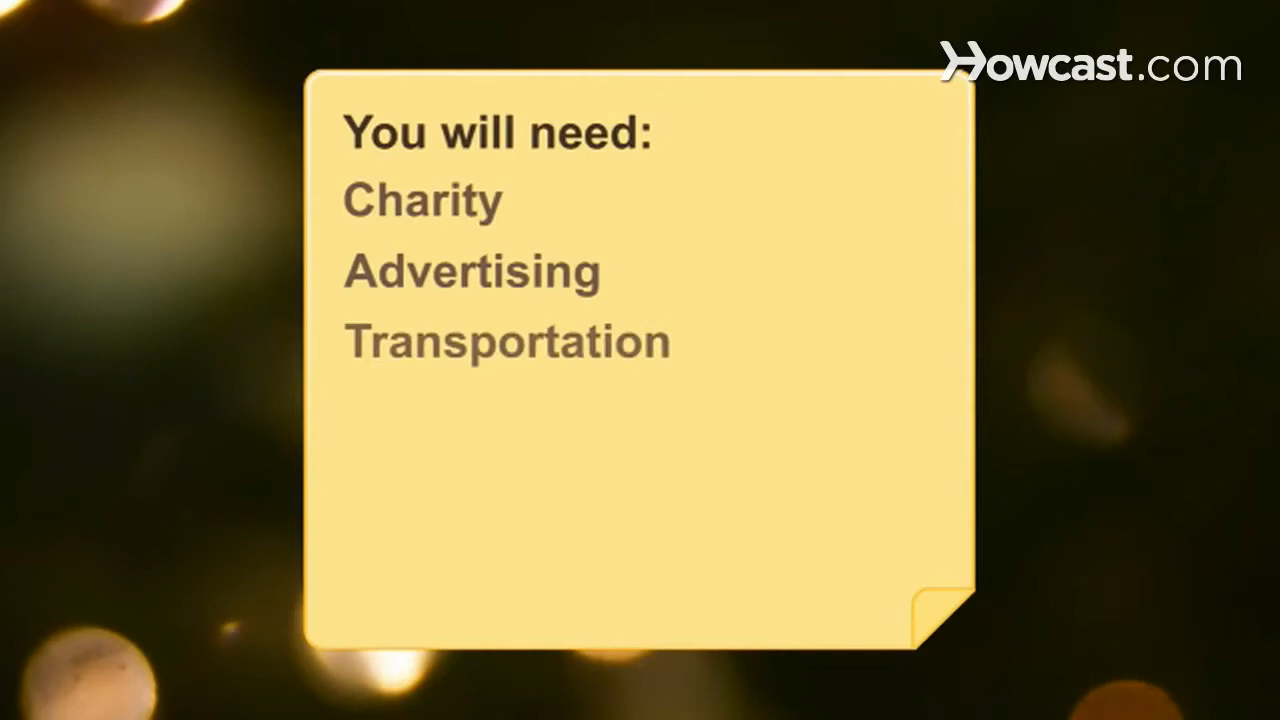 Howcast.com
You will need:
Charity
Advertising
Transportation